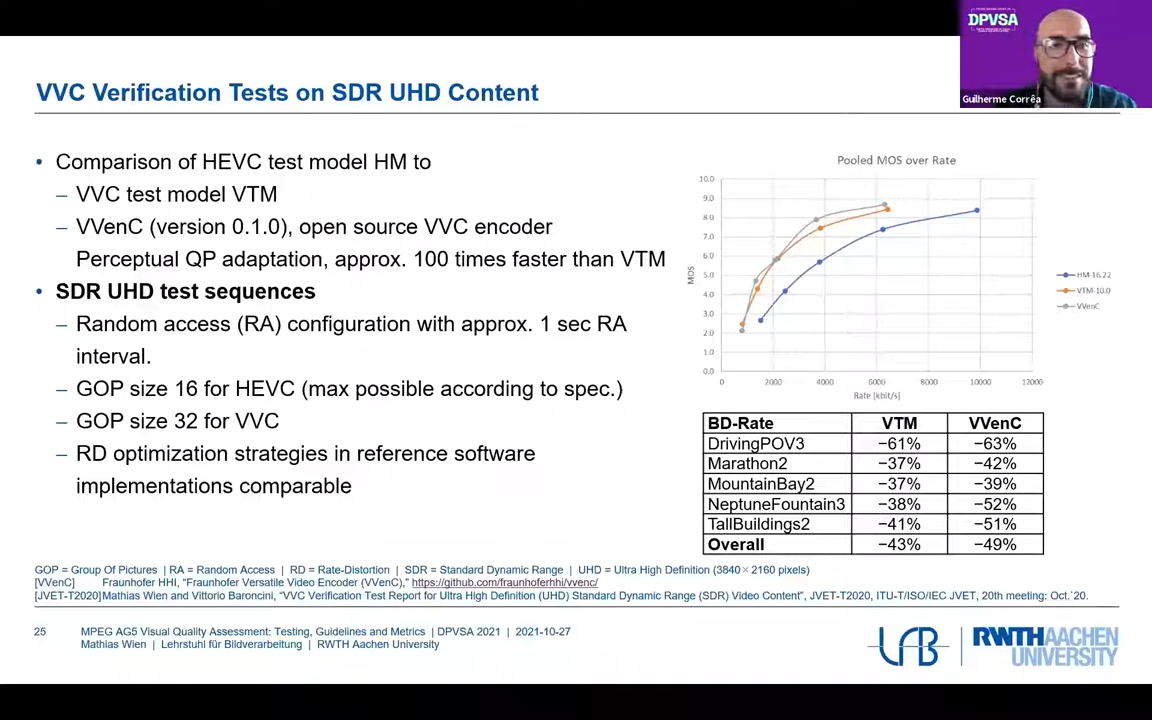 DPVSA
Guilherme Corrêa
VVC Verification Tests on SDR UHD Content
• Comparison of HEVC test model HM to
– VVC test model VTM
– VVenC (version 0.1.0), open source VVC encoder
Perceptual QP adaptation, approx. 100 times faster than VTM
• SDR UHD test sequences
– Random access (RA) configuration with approx. 1 sec RA
interval.
– GOP size 16 for HEVC (max possible according to spec.)
– GOP size 32 for VVC
– RD optimization strategies in reference software
implementations comparable
Pooled MOS over Rate
10.0
9.0
8.0
7.0
6.0
5.0
4.0
3.0
2.0
1.0
0.0
MOS
0 2000 4000 6000 8000 10000 12000
Rate [kbit/s]
HM-16.22
VTM-10.0
VVenC
BD-Rate VTM VVenC
DrivingPOV3 −61% −63%
Marathon2 −37% −42%
MountainBay2 −37% −39%
NeptuneFountain3 −38% −52%
TallBuildings2 −41% −51%
Overall −43% −49%
GOP = Group Of Pictures | RA = Random Access | RD = Rate-Distortion | SDR = Standard Dynamic Range | UHD = Ultra High Definition (3840 × 2160 pixels)
[VVenC] Fraunhofer HHI, "Fraunhofer Versatile Video Encoder (VVenC)," https://github.com/fraunhoferhhi/vvenc/
[JVET-T2020] Mathias Wien and Vittorio Baroncini, "VVC Verification Test Report for Ultra High Definition (UHD) Standard Dynamic Range (SDR) Video Content", JVET-T2020, ITU-T/ISO/IEC JVET, 20th meeting: Oct.`20.
25 MPEG AG5 Visual Quality Assessment: Testing, Guidelines and Metrics | DPVSA 2021 | 2021-10-27
Mathias Wien | Lehrstuhl für Bildverarbeitung | RWTH Aachen University
LFB
RWTHAACHEN
UNIVERSITY